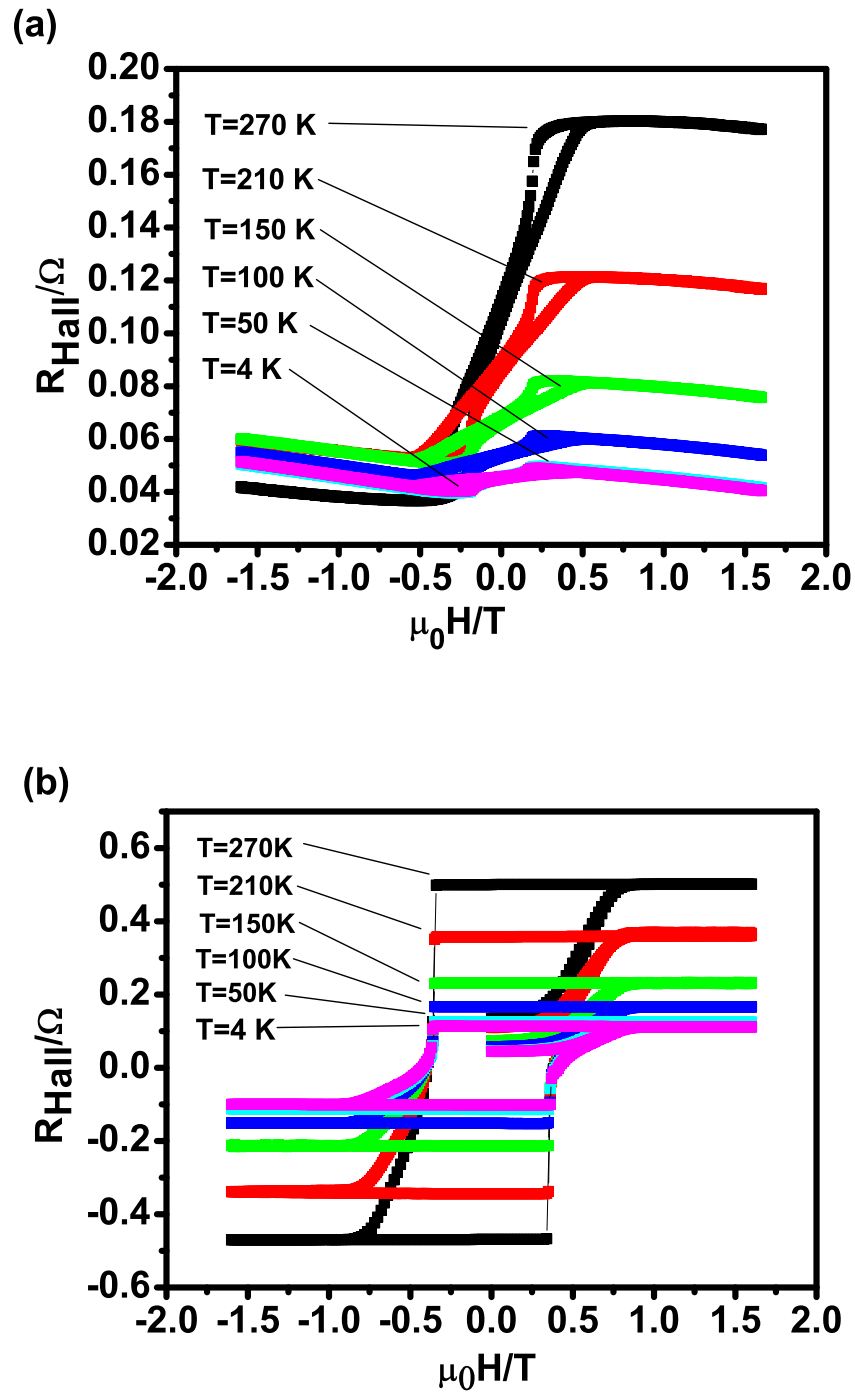 (a)
0.20
0.18
0.16
0.14
0.12
0.10
0.08
0.06
0.04
0.02
R_Hall/Ω
T=270 K
T=210 K
T=150 K
T=100 K
T=50 K
T=4 K
-2.0 -1.5 -1.0 -0.5 0.0 0.5 1.0 1.5 2.0
μ₀H/T
(b)
0.6
0.4
0.2
0.0
-0.2
-0.4
-0.6
R_Hall/Ω
T=270K
T=210K
T=150K
T=100K
T=50K
T=4 K
-2.0 -1.5 -1.0 -0.5 0.0 0.5 1.0 1.5 2.0
μ₀H/T